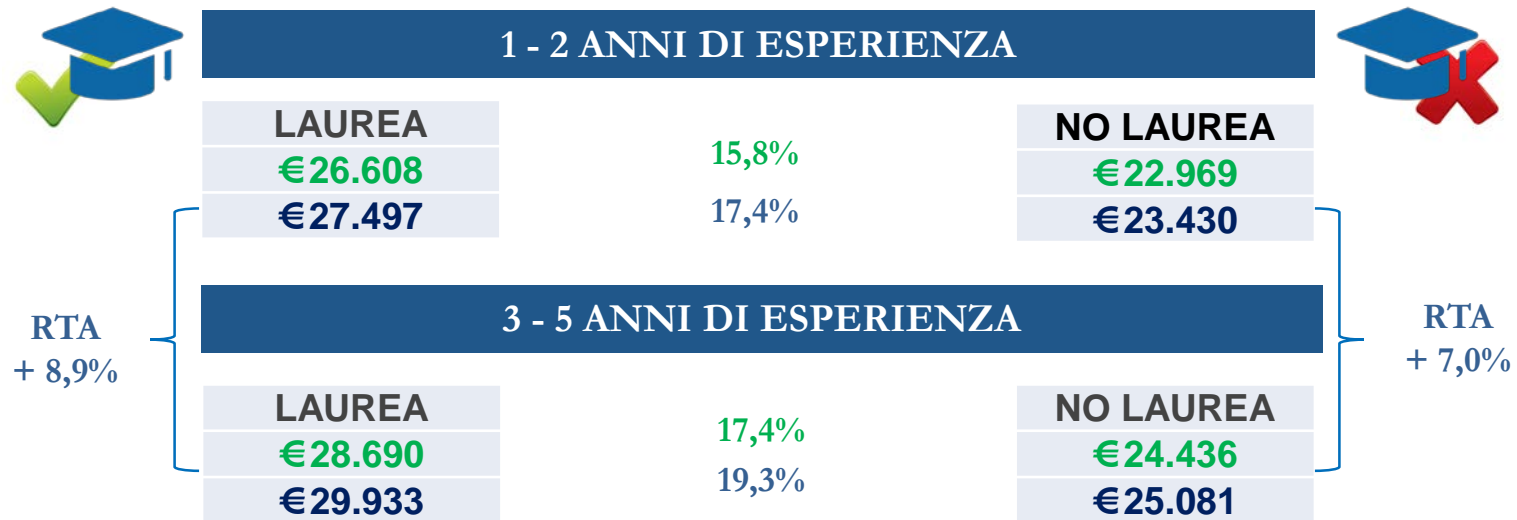 1 - 2 ANNI DI ESPERIENZA
LAUREA
€26.608
€27.497
15,8%
17,4%
NO LAUREA
€22.969
€23.430
RTA
+ 8,9%
3 - 5 ANNI DI ESPERIENZA
RTA
+ 7,0%
LAUREA
€28.690
€29.933
17,4%
19,3%
NO LAUREA
€24.436
€25.081